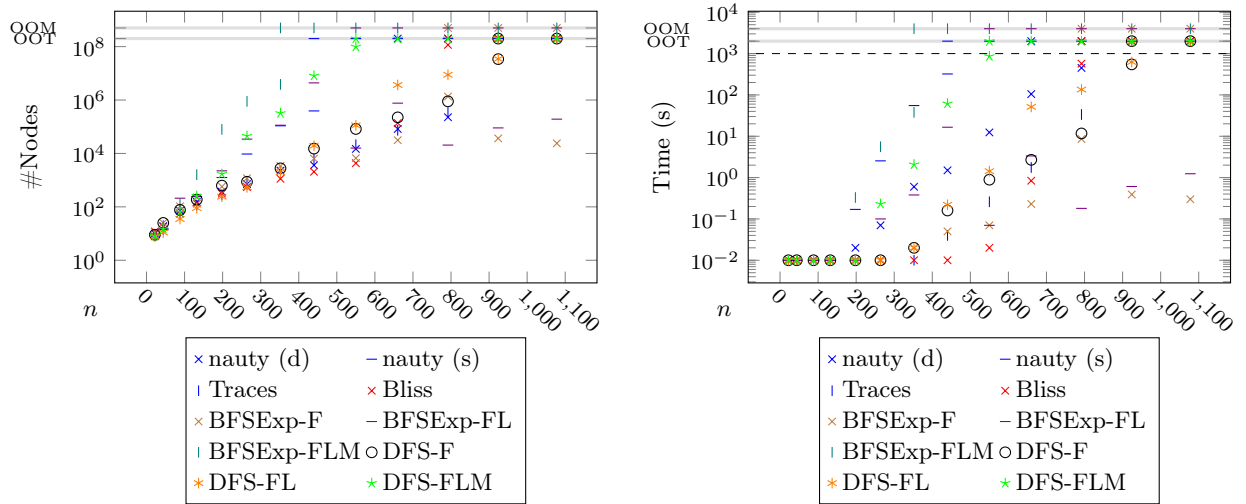 OOM
OOT
10^8
10^6
10^4
10^2
10^0
#Nodes
n
0 100 200 300 400 500 600 700 800 900 1,000 1,100
× nauty (d) — nauty (s)
| Traces × Bliss
× BFSExp-F — BFSExp-FL
| BFSExp-FLM ○ DFS-F
DFS-FL DFS-FLM
10^4
OOM
OOT
10^3
10^2
10^1
10^0
10^−1
10^−2
Time (s)
n
0 100 200 300 400 500 600 700 800 900 1,000 1,100
× nauty (d) — nauty (s)
| Traces × Bliss
× BFSExp-F — BFSExp-FL
| BFSExp-FLM ○ DFS-F
DFS-FL DFS-FLM